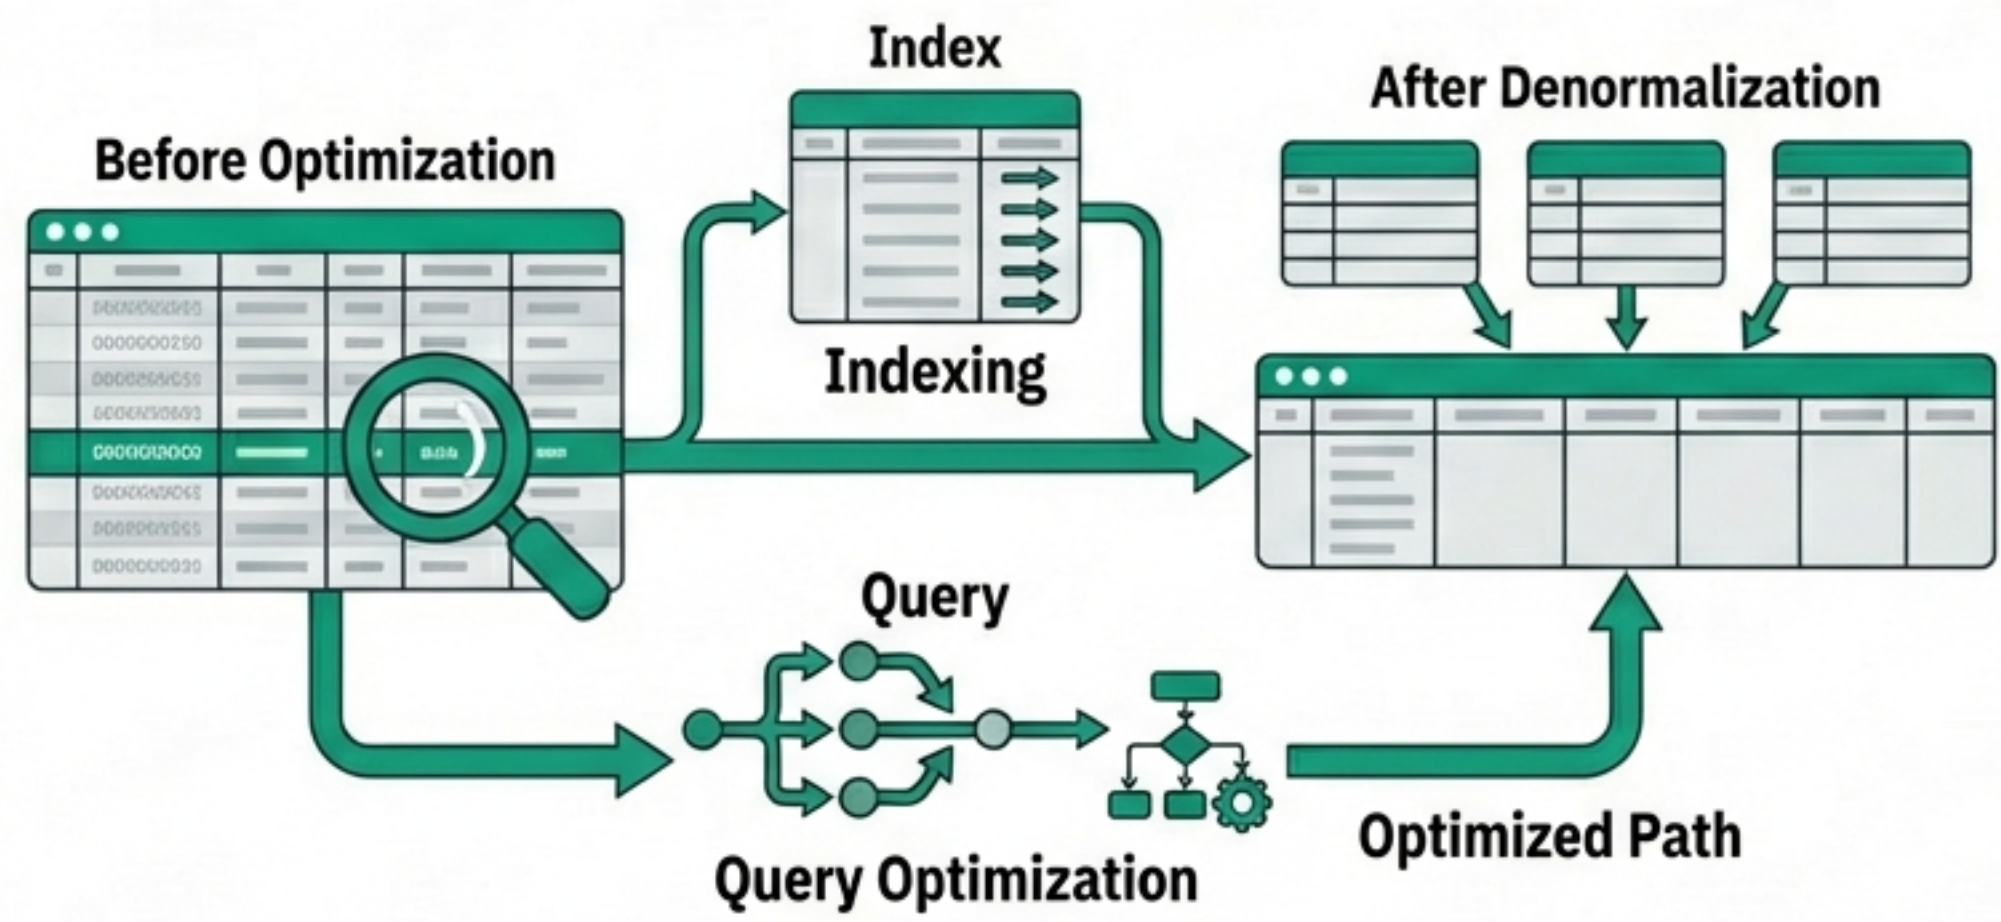 Index
After Denormalization
Before Optimization
Indexing
Query
Optimized Path
Query Optimization